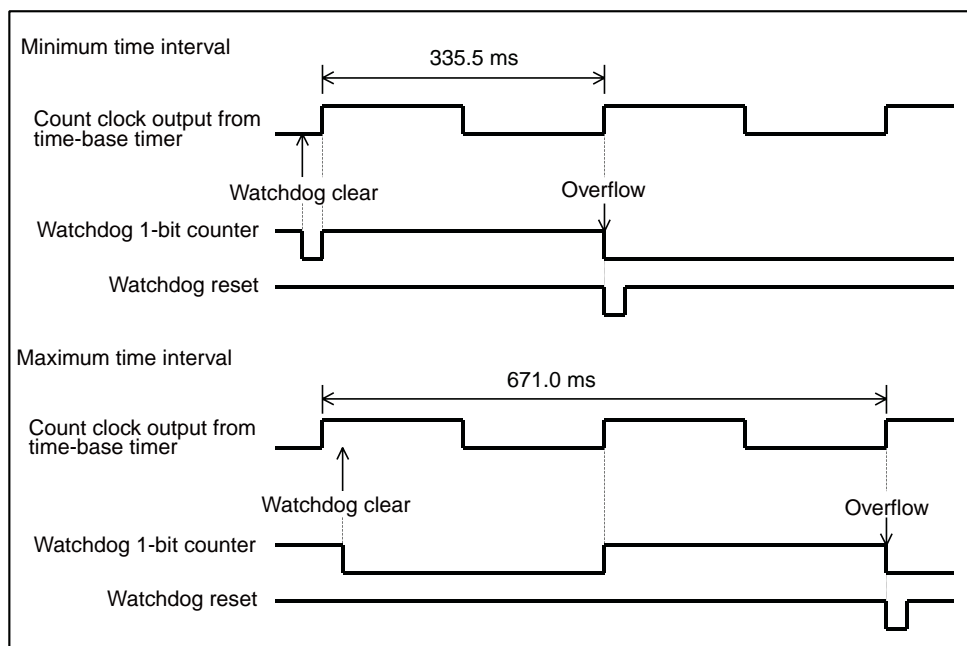 Minimum time interval
335.5 ms
Count clock output from
time-base timer
Watchdog clear
Overflow
Watchdog 1-bit counter
Watchdog reset
Maximum time interval
671.0 ms
Count clock output from
time-base timer
Watchdog clear
Overflow
Watchdog 1-bit counter
Watchdog reset